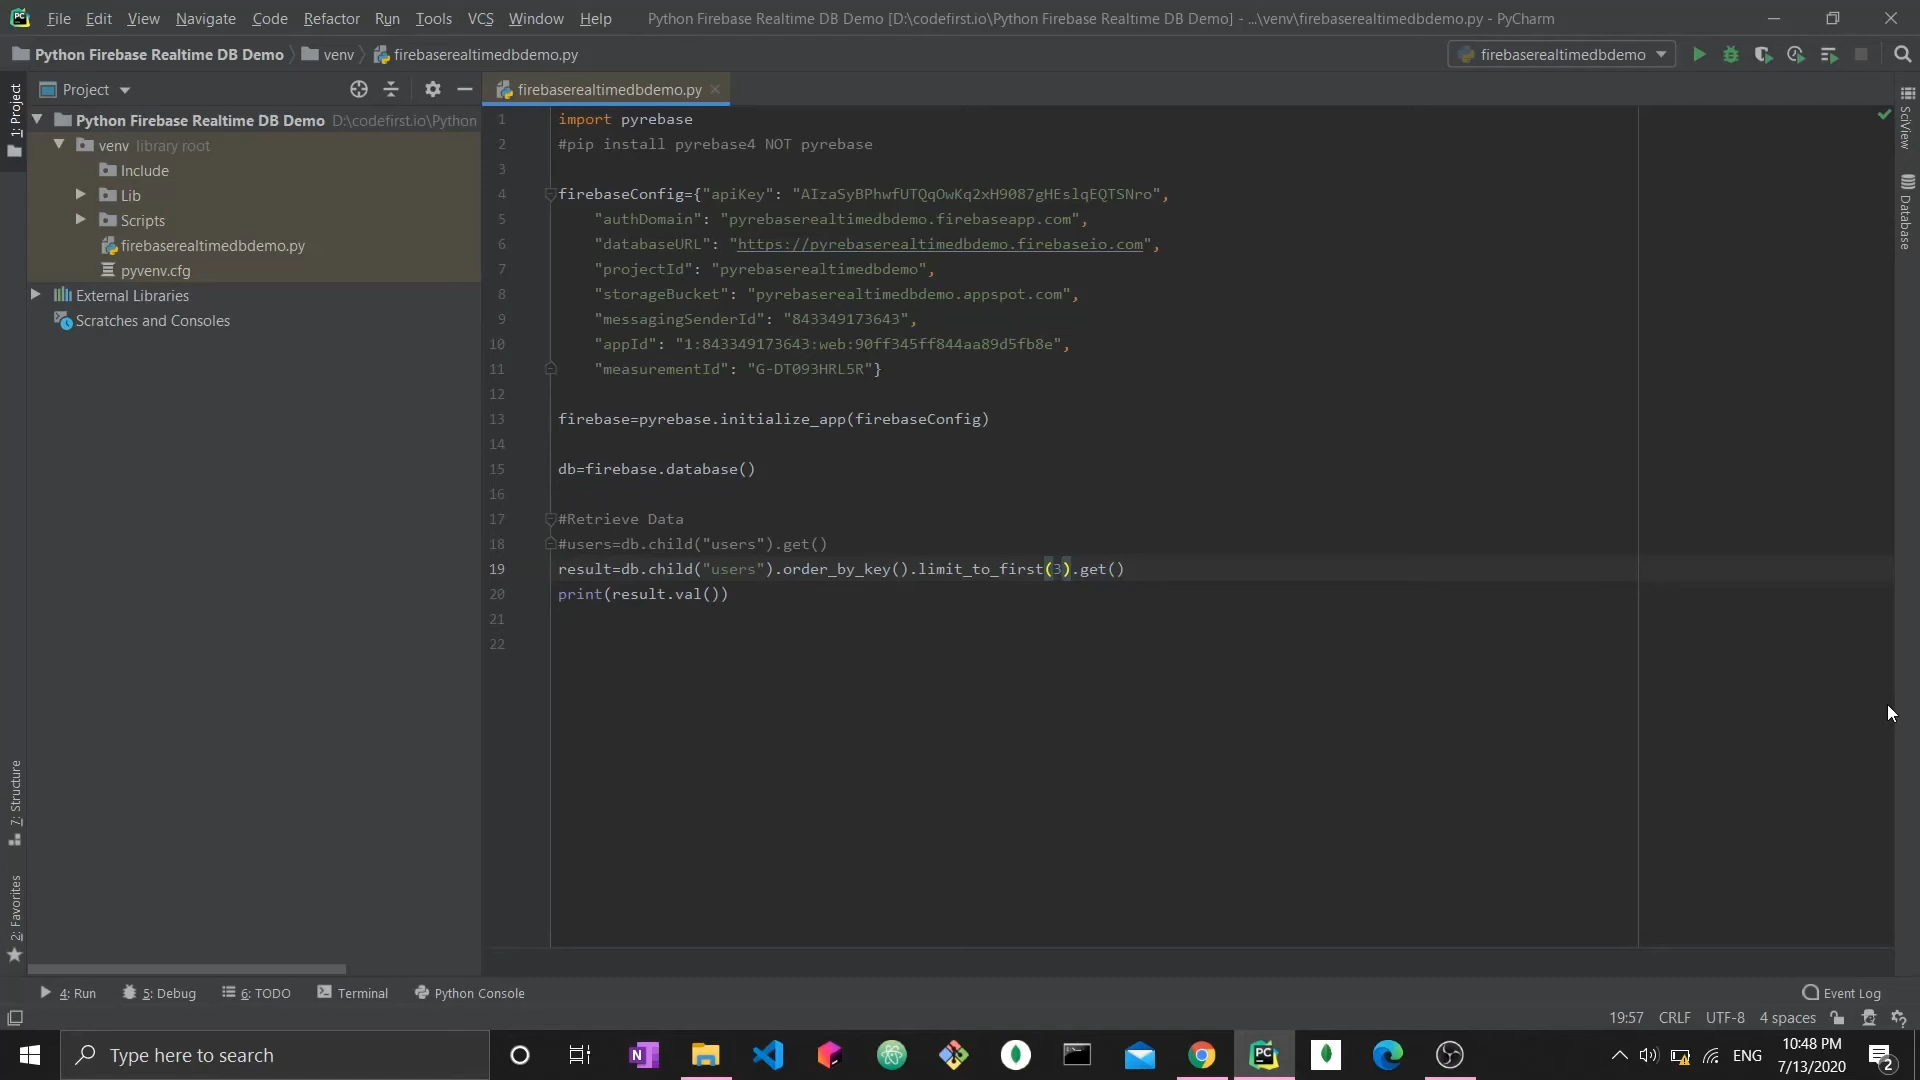 File Edit View Navigate Code Refactor Run Tools VCS Window Help Python Firebase Realtime DB Demo [D:\codefirst.io\Python Firebase Realtime DB Demo] - ...\venv\firebaserealtimedbdemo.py - PyCharm
Python Firebase Realtime DB Demo venv firebaserealtimedbdemo.py firebaserealtimedbdemo
Project firebaserealtimedbdemo.py
1: Project
Python Firebase Realtime DB Demo D:\codefirst.io\Python
venv library root
Include
Lib
Scripts
firebaserealtimedbdemo.py
pyvenv.cfg
External Libraries
Scratches and Consoles
7: Structure
2: Favorites
1 import pyrebase
2 #pip install pyrebase4 NOT pyrebase
3
4 firebaseConfig={"apiKey": "AIzaSyBPhwfUTQqOwKq2xH9087gHEslqEQTSNro",
5 "authDomain": "pyrebaserealtimedbdemo.firebaseapp.com",
6 "databaseURL": "https://pyrebaserealtimedbdemo.firebaseio.com",
7 "projectId": "pyrebaserealtimedbdemo",
8 "storageBucket": "pyrebaserealtimedbdemo.appspot.com",
9 "messagingSenderId": "843349173643",
10 "appId": "1:843349173643:web:90ff345ff844aa89d5fb8e",
11 "measurementId": "G-DT093HRL5R"}
12
13 firebase=pyrebase.initialize_app(firebaseConfig)
14
15 db=firebase.database()
16
17 #Retrieve Data
18 #users=db.child("users").get()
19 result=db.child("users").order_by_key().limit_to_first(3).get()
20 print(result.val())
21
22
SciView
Database
4: Run 5: Debug 6: TODO Terminal Python Console Event Log
19:57 CRLF UTF-8 4 spaces
Type here to search
ENG
10:48 PM
7/13/2020
2